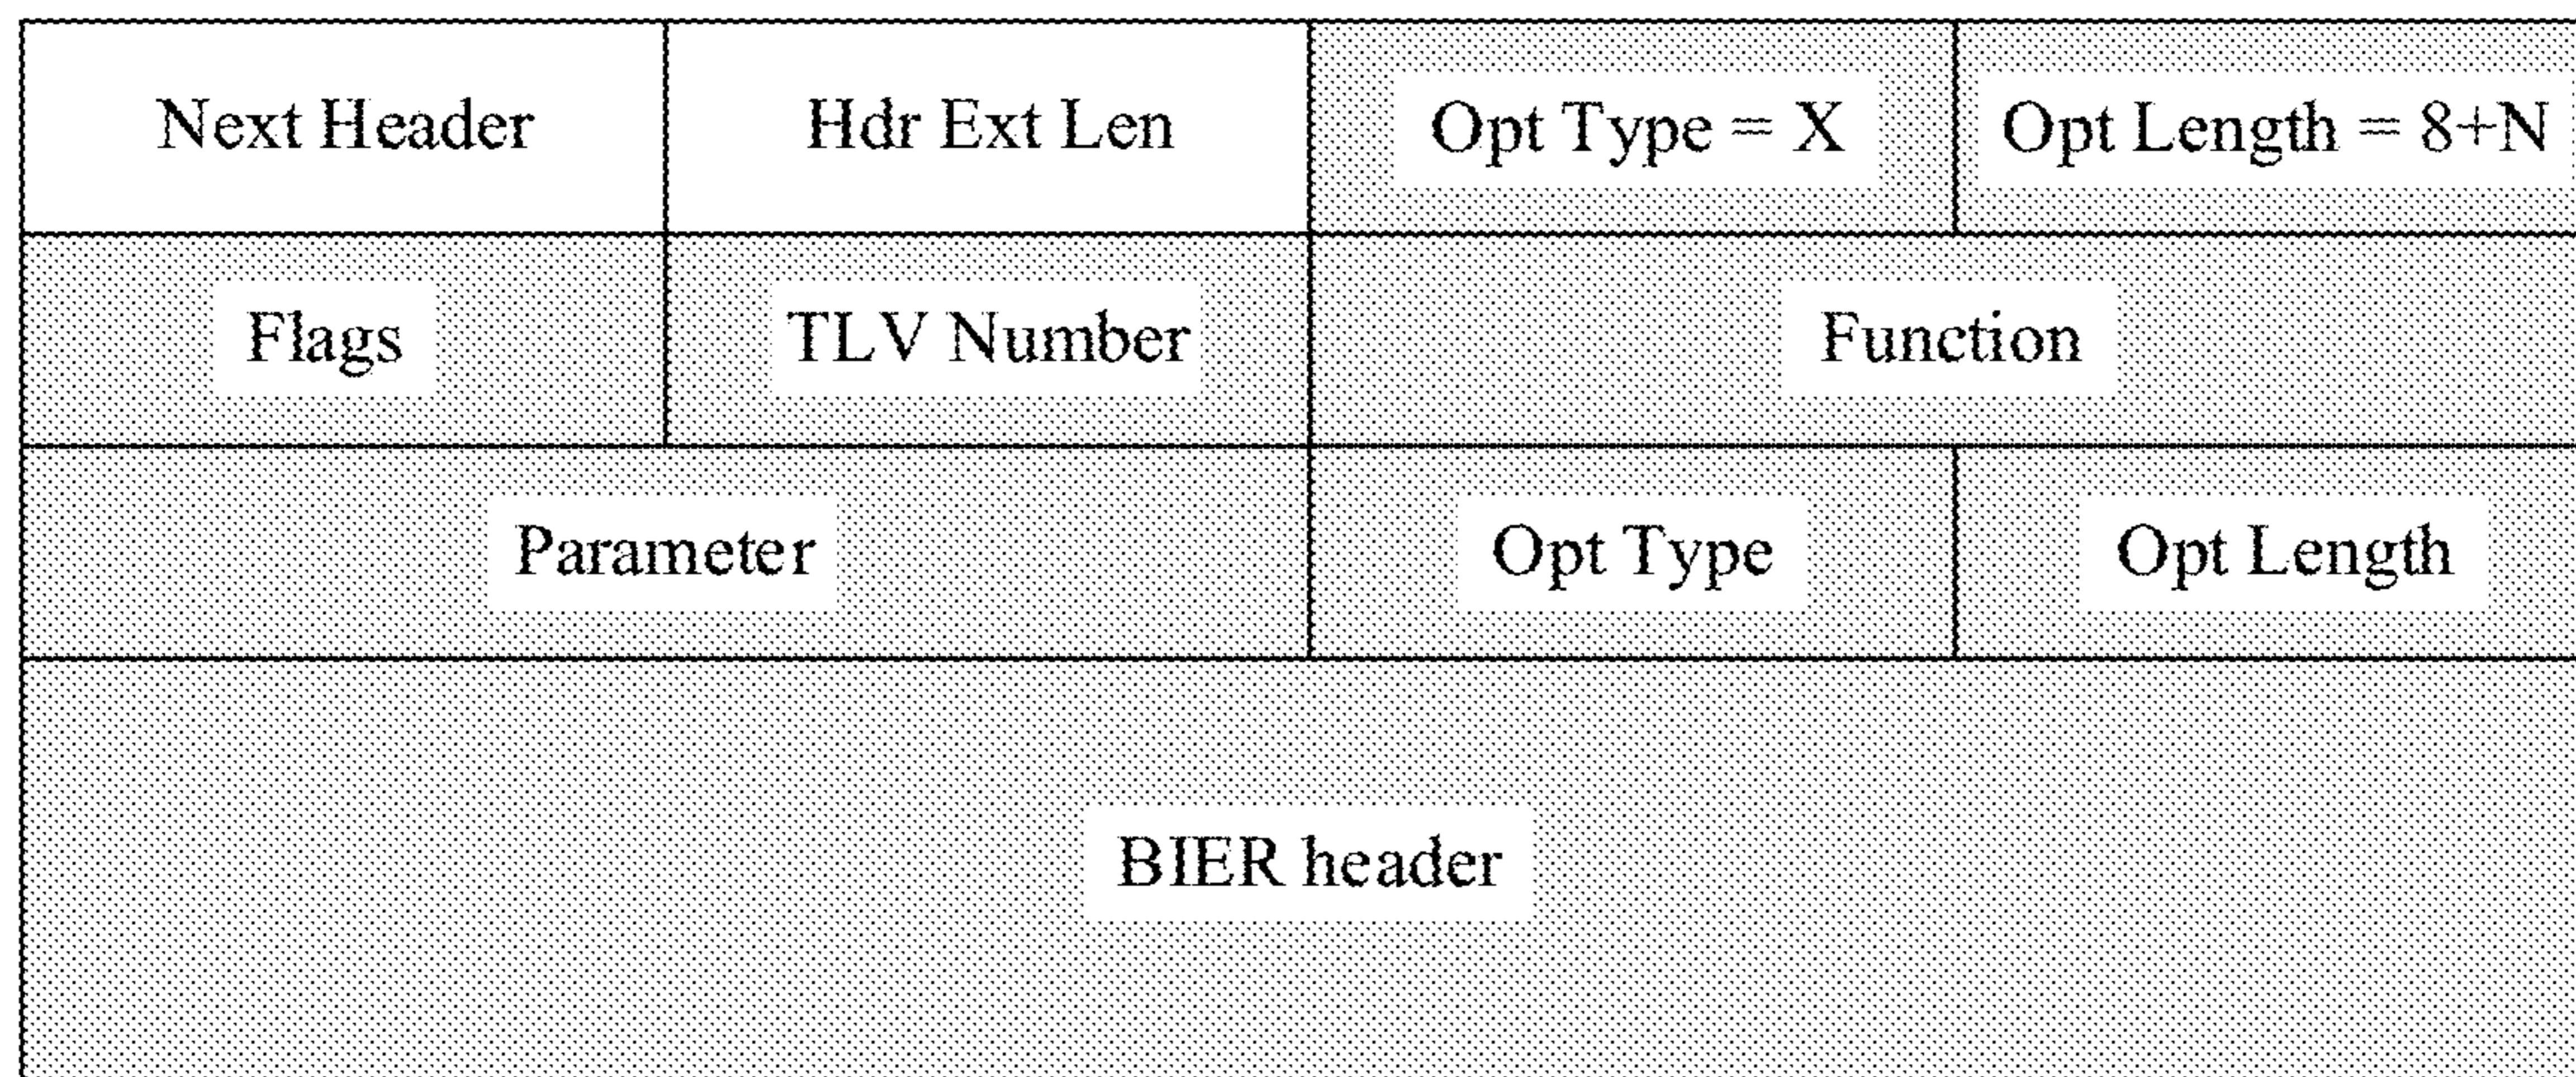 Next Header Hdr Ext Len Opt Type = X Opt Length = 8+N
Flags TLV Number Function
Parameter Opt Type Opt Length
BIER header